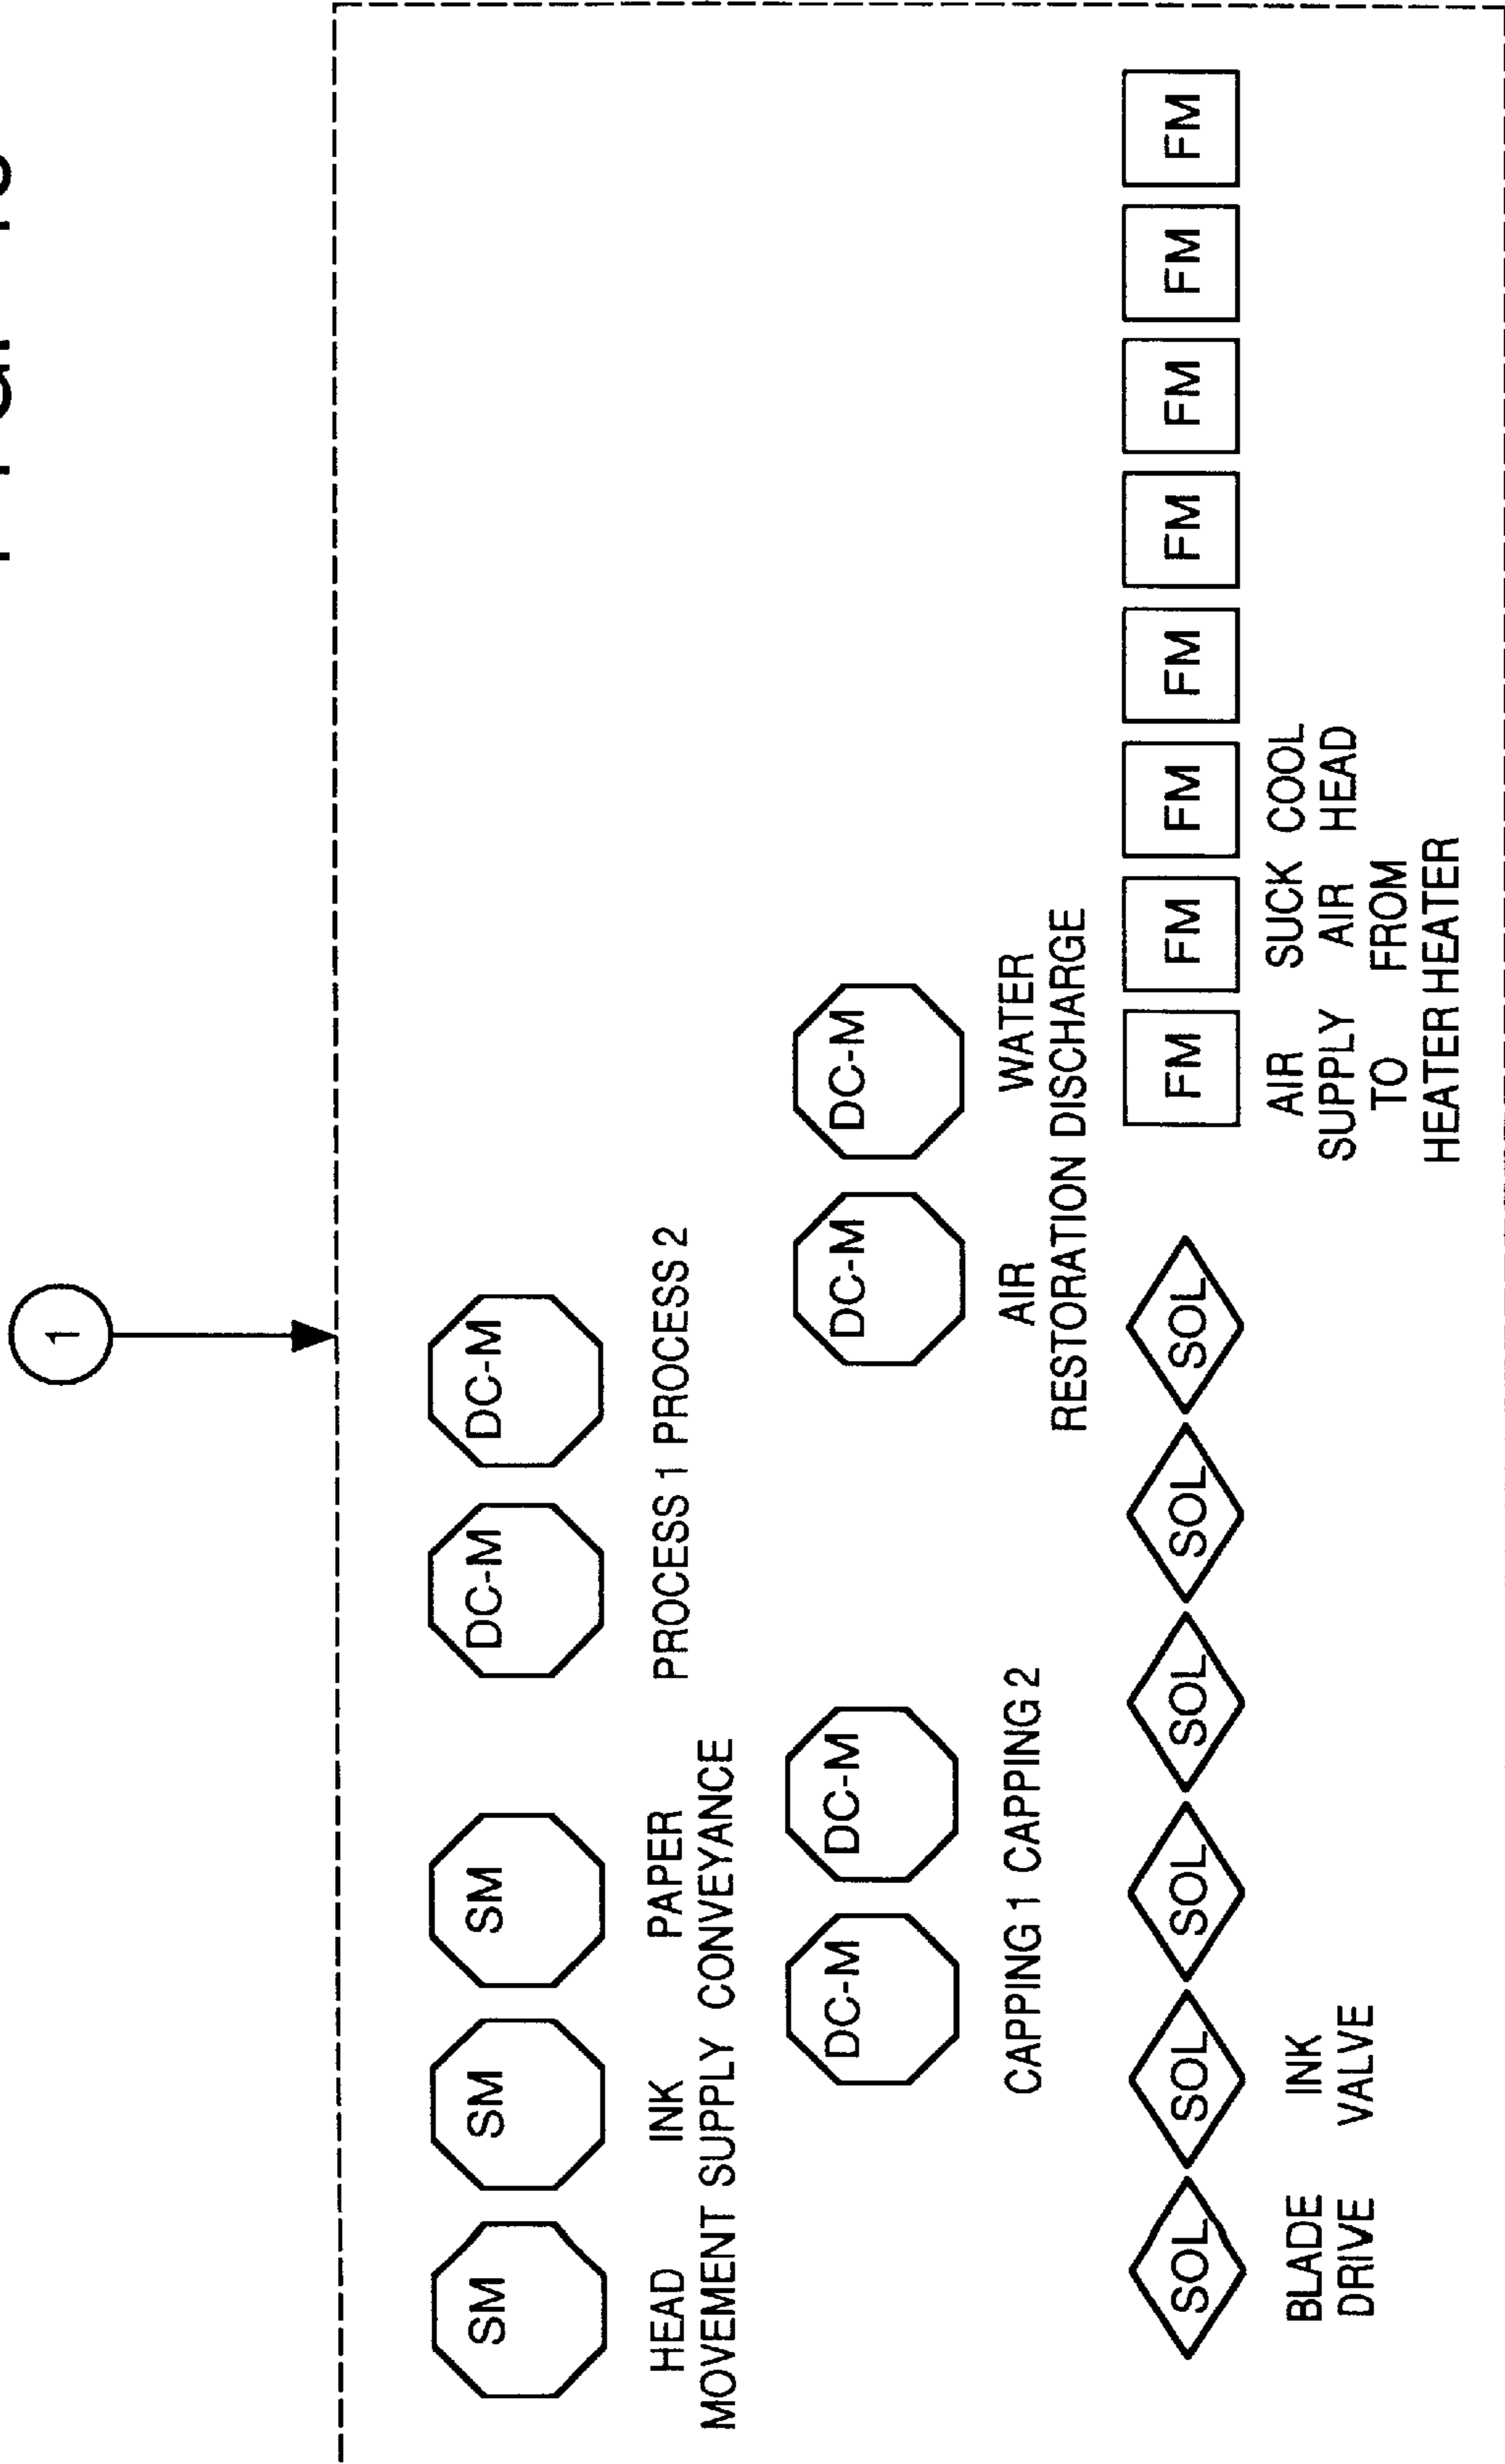 1
SM SM SM DC-M DC-M
HEAD INK PAPER
MOVEMENT SUPPLY CONVEYANCE
PROCESS 1 PROCESS 2
DC-M DC-M DC-M DC-M
CAPPING 1 CAPPING 2
AIR WATER
RESTORATION DISCHARGE
SOL SOL SOL SOL SOL SOL FM FM FM FM FM FM FM FM
BLADE INK
DRIVE VALVE
AIR SUCK COOL
SUPPLY AIR HEAD
TO FROM
HEATER HEATER